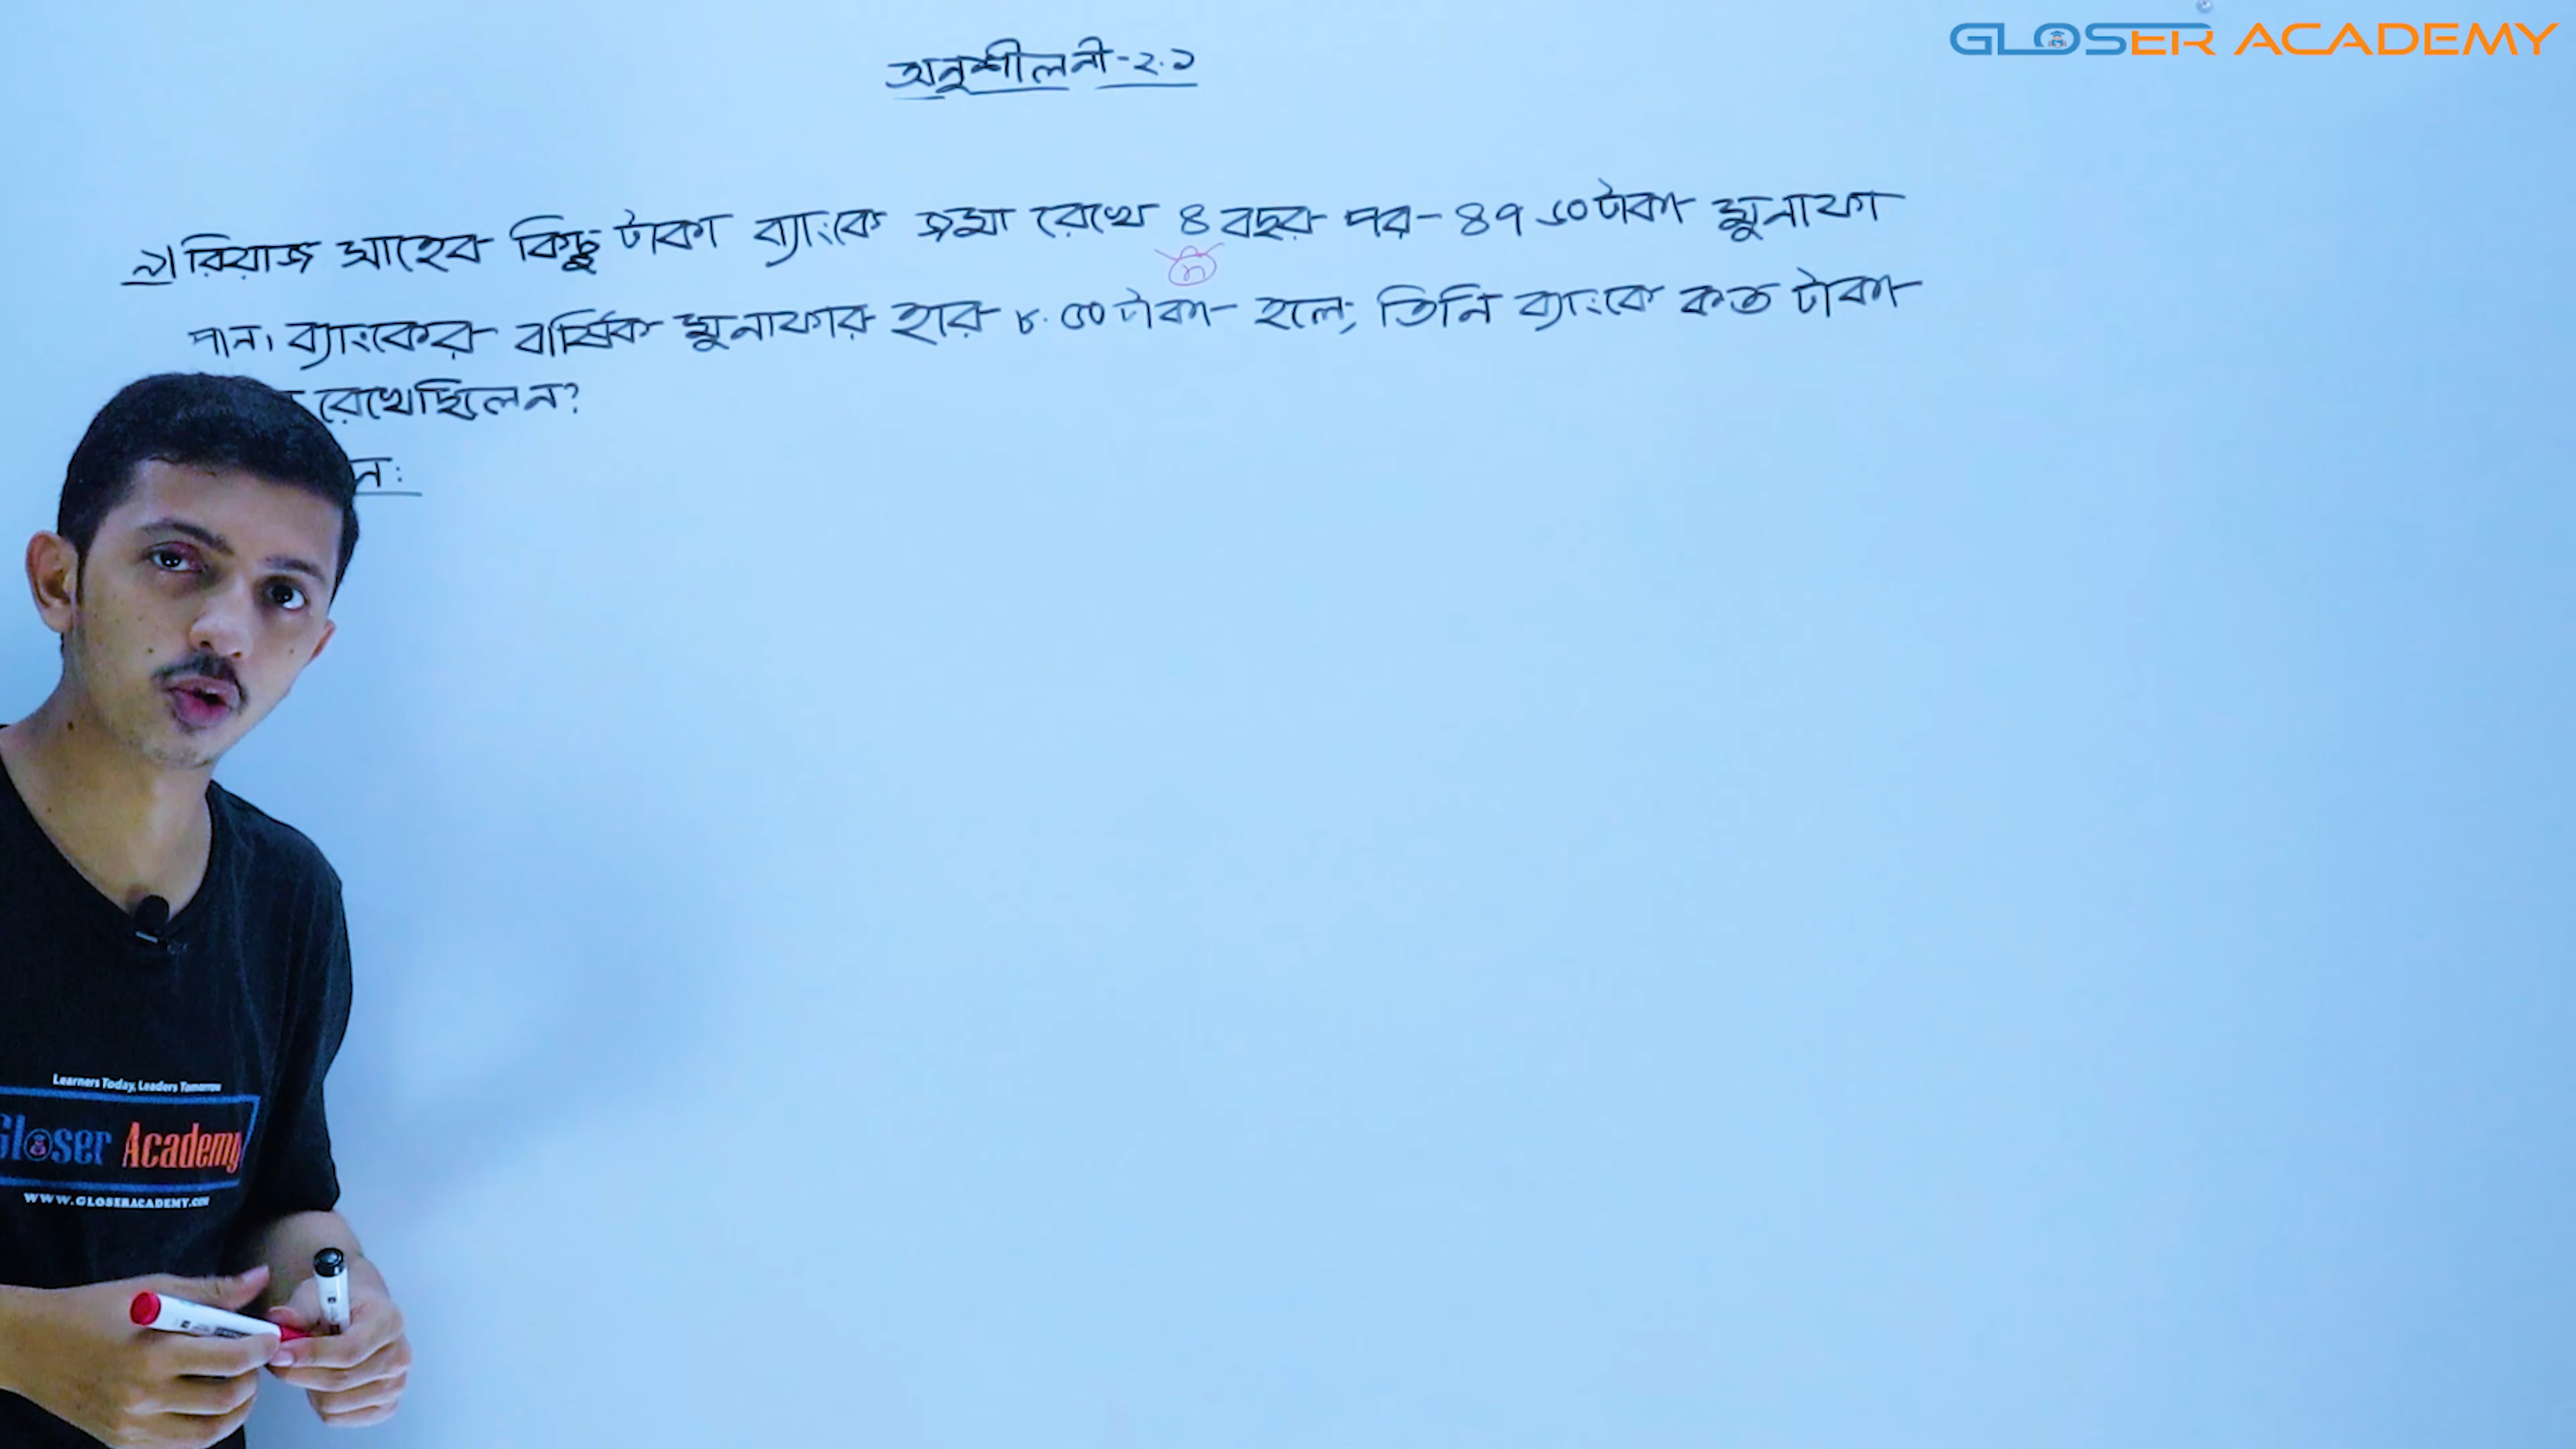 GLOSER ACADEMY
অনুশীলনী-২.১
৯। রিয়াজ সাহেব কিছু টাকা ব্যাংকে জমা রেখে ৪ বছর পর ৪৭৬০ টাকা মুনাফা
n
পান। ব্যাংকের বার্ষিক মুনাফার হার ৮.৫০ টাকা হলে, তিনি ব্যাংকে কত টাকা
রেখেছিলেন?
ন:
Learners Today, Leaders Tomorrow
Gloser Academy
WWW.GLOSERACADEMY.COM